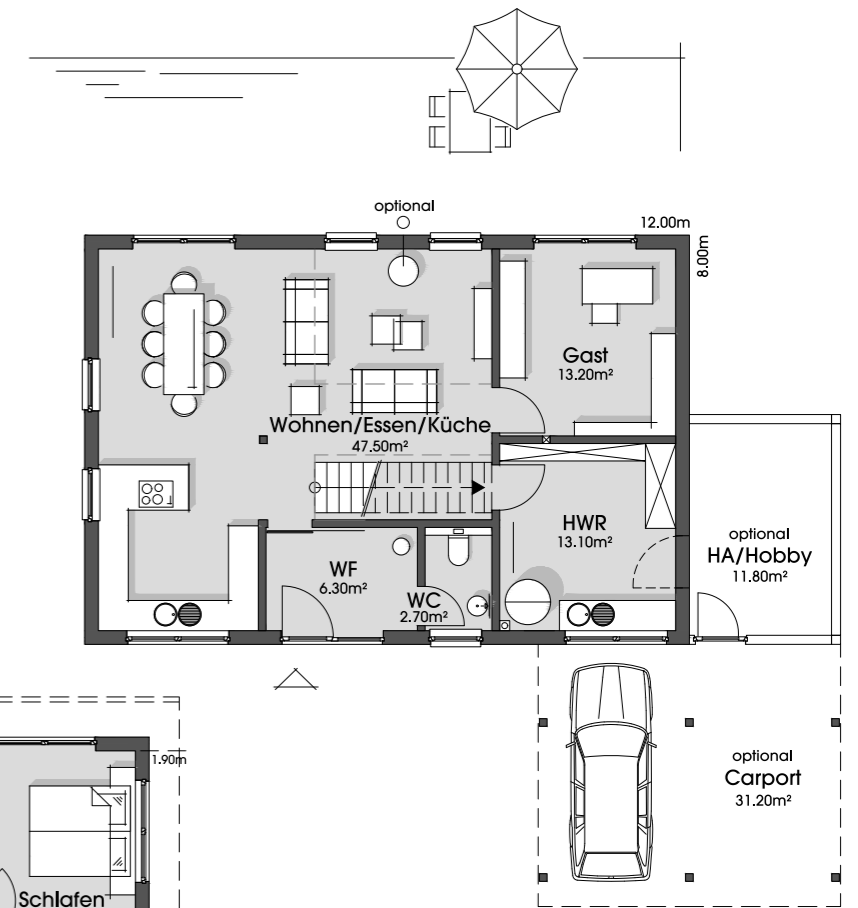 optional
12.00m
8.00m
Gast
13.20m²
Wohnen/Essen/Küche
47.50m²
HWR
13.10m²
optional
HA/Hobby
11.80m²
WF
6.30m²
WC
2.70m²
1.90m
optional
Carport
31.20m²
Schlafen